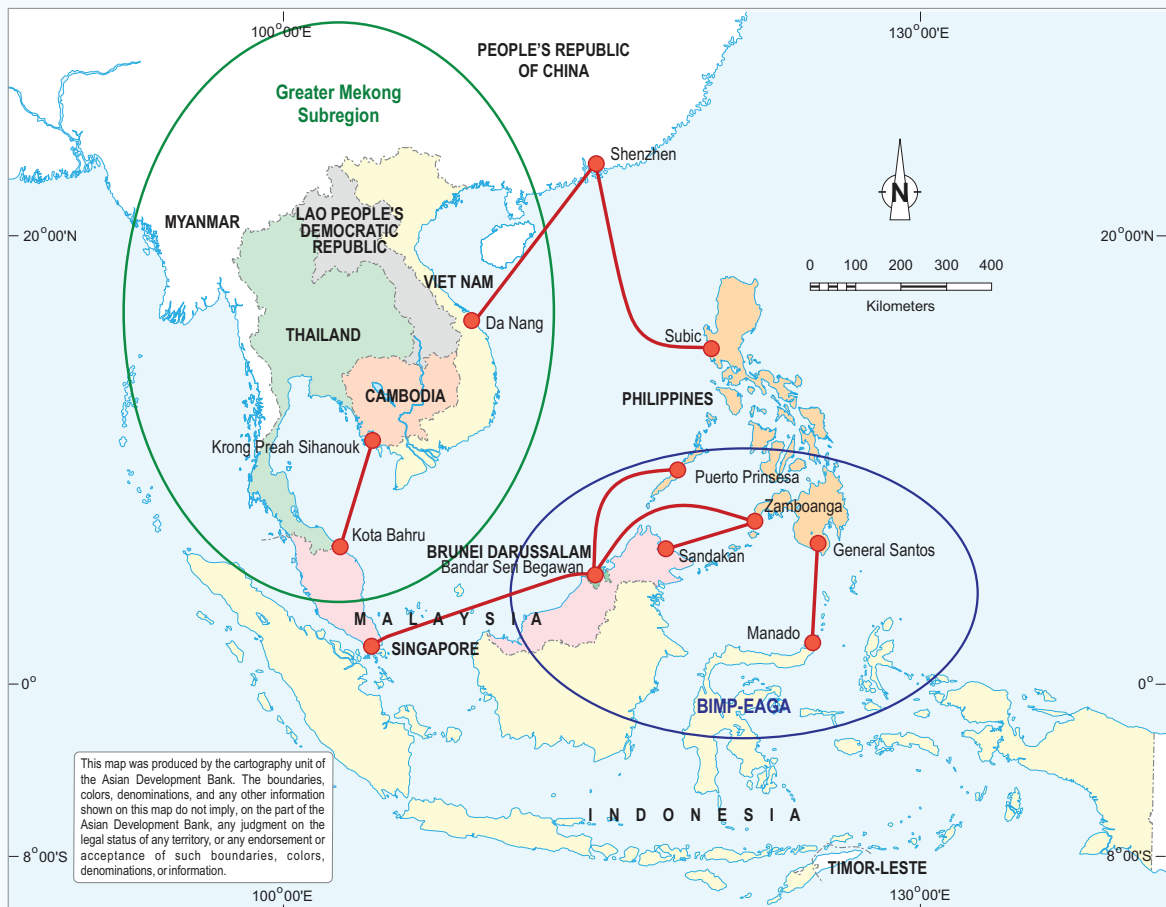 100°00'E
130°00'E
PEOPLE'S REPUBLIC
OF CHINA
Greater Mekong
Subregion
Shenzhen
N
MYANMAR
LAO PEOPLE'S
DEMOCRATIC
REPUBLIC
20°00'N
20°00'N
0 100 200 300 400
Kilometers
VIET NAM
Da Nang
THAILAND
Subic
CAMBODIA
PHILIPPINES
Krong Preah Sihanouk
Puerto Prinsesa
Zamboanga
Kota Bahru
BRUNEI DARUSSALAM
Bandar Seri Begawan
Sandakan
General Santos
MALAYSIA
SINGAPORE
Manado
0°
0°
BIMP-EAGA
This map was produced by the cartography unit of
the Asian Development Bank. The boundaries,
colors, denominations, and any other information
shown on this map do not imply, on the part of the
Asian Development Bank, any judgment on the
legal status of any territory, or any endorsement or
acceptance of such boundaries, colors,
denominations, or information.
INDONESIA
TIMOR-LESTE
8°00'S
8°00'S
100°00'E
130°00'E